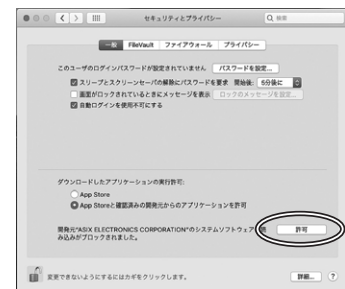 セキュリティとプライバシー
検索
一般 FileVault ファイアウォール プライバシー
このユーザのログインパスワードが設定されていません パスワードを設定...
スリープとスクリーンセーバの解除にパスワードを要求 開始後: 5分後に
画面がロックされているときにメッセージを表示 ロックのメッセージを設定...
自動ログインを使用不可にする
ダウンロードしたアプリケーションの実行許可:
App Store
App Storeと確認済みの開発元からのアプリケーションを許可
開発元"ASIX ELECTRONICS CORPORATION"のシステムソフトウェア 許可
み込みがブロックされました。
変更できないようにするにはカギをクリックします。 詳細... ?